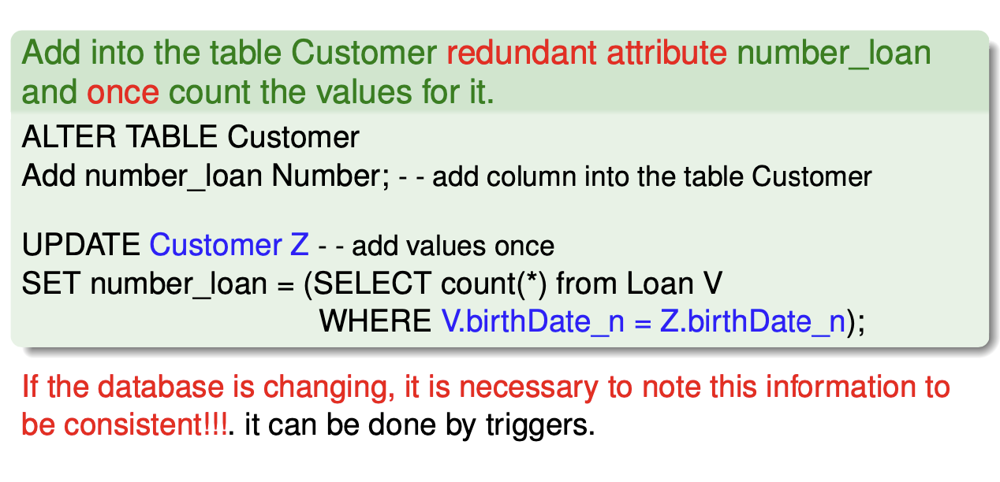 Add into the table Customer redundant attribute number_loan
and once count the values for it.
ALTER TABLE Customer
Add number_loan Number; - - add column into the table Customer
UPDATE Customer Z - - add values once
SET number_loan = (SELECT count(*) from Loan V
WHERE V.birthDate_n = Z.birthDate_n);
If the database is changing, it is necessary to note this information to
be consistent!!!. it can be done by triggers.